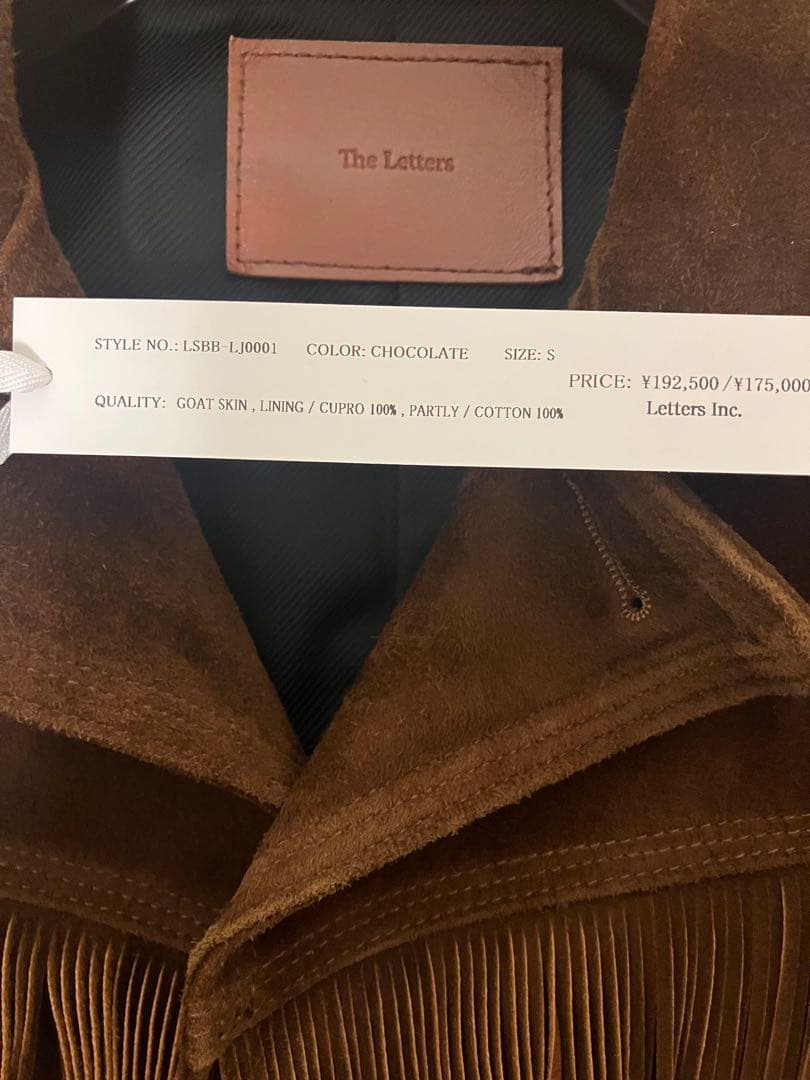 The Letters
STYLE NO.: LSBB-LJ0001 COLOR: CHOCOLATE SIZE: S
PRICE: ¥192,500/¥175,000
QUALITY: GOAT SKIN , LINING / CUPRO 100% , PARTLY / COTTON 100%
Letters Inc.